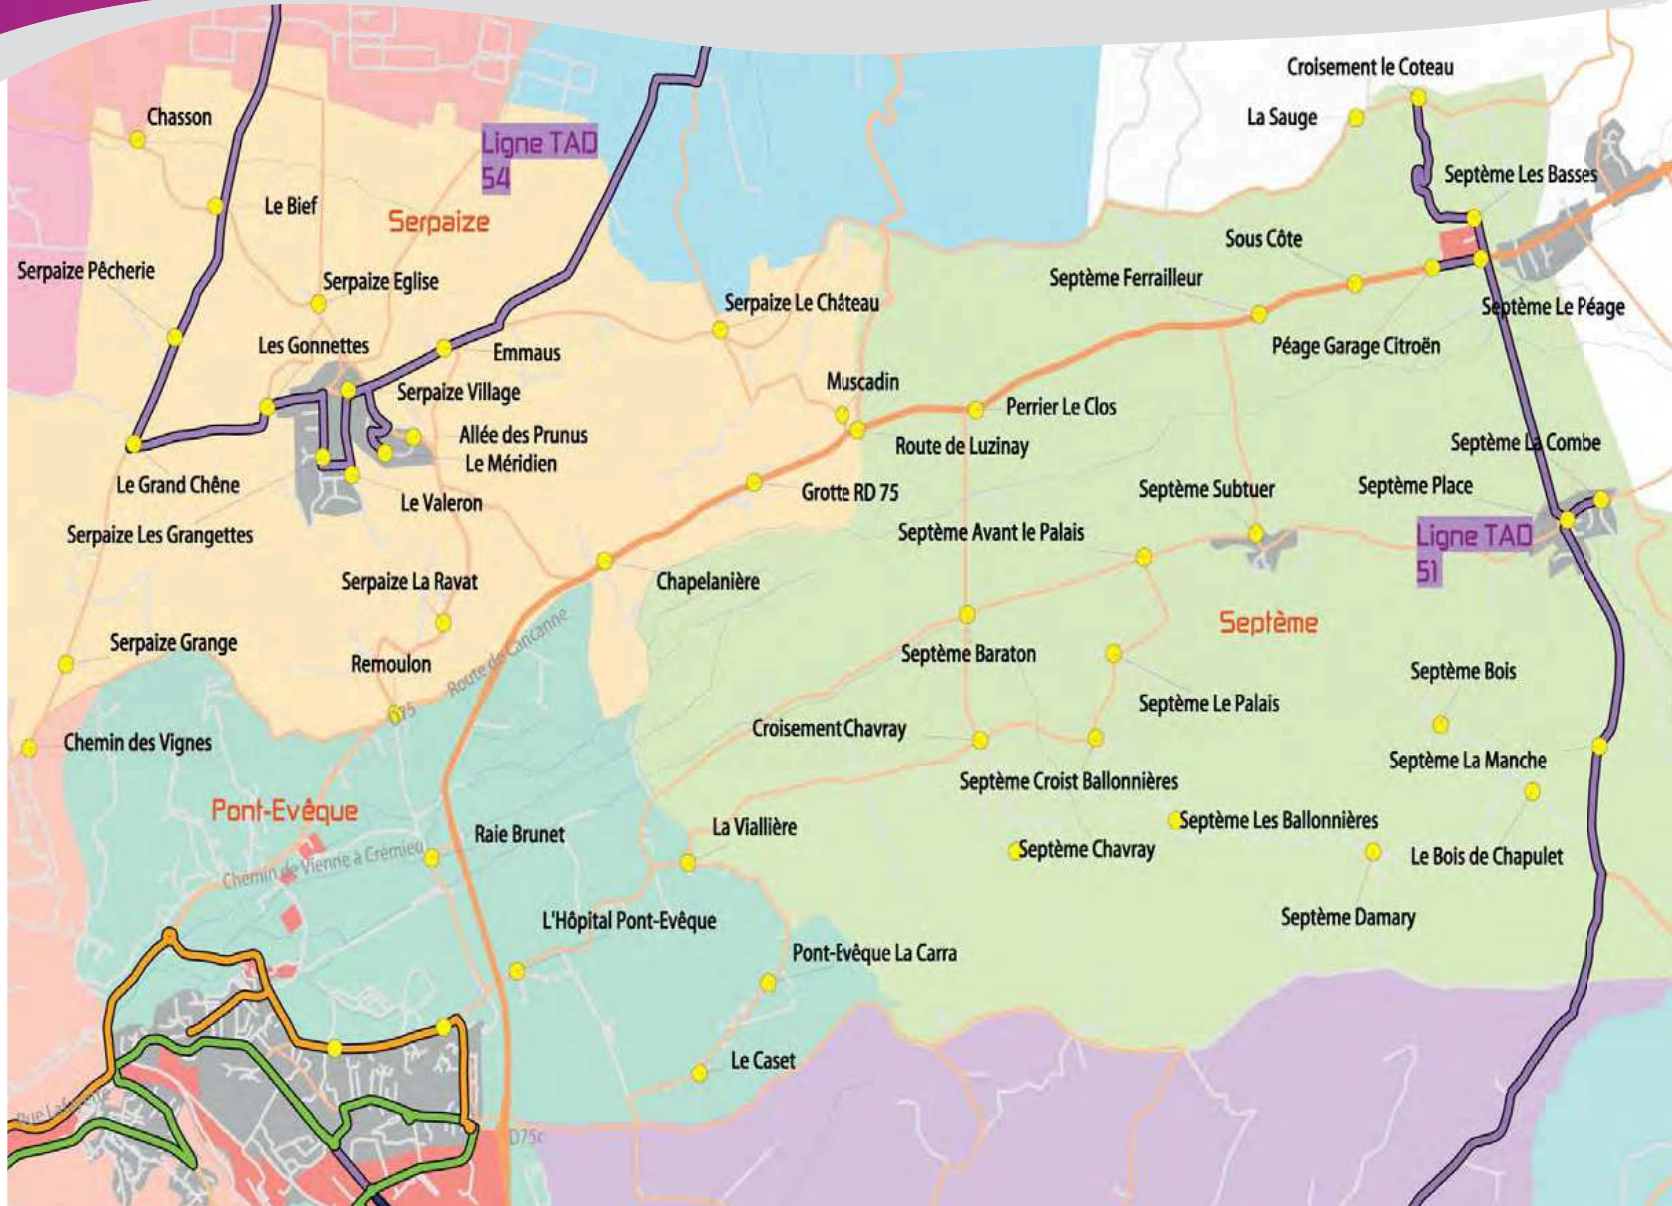 Croisement le Coteau
Chasson
La Sauge
Ligne TAD
54
Septème Les Basses
Le Bief
Serpaize
Sous Côte
Serpaize Pêcherie
Septème Ferrailleur
Serpaize Eglise
Serpaize Le Château
Septème Le Péage
Les Gonnettes
Emmaus
Péage Garage Citroën
Muscadin
Serpaize Village
Perrier Le Clos
Allée des Prunus
Route de Luzinay
Septème La Combe
Le Méridien
Le Grand Chêne
Grotte RD 75
Septème Subtuer
Septème Place
Le Valeron
Serpaize Les Grangettes
Septème Avant le Palais
Ligne TAD
51
Serpaize La Ravat
Chapelanière
Septème
Serpaize Grange
Route de Cancanne
Septème Baraton
Remoulon
Septème Bois
Septème Le Palais
D75
Chemin des Vignes
Croisement Chavray
Septème La Manche
Septème Croist Ballonnières
Pont-Evêque
Raie Brunet
La Viallière
Septème Les Ballonnières
Chemin de Vienne à Crémieu
Septème Chavray
Le Bois de Chapulet
L'Hôpital Pont-Evêque
Septème Damary
Pont-Evêque La Carra
Le Caset
Rue Lafayette
D75c